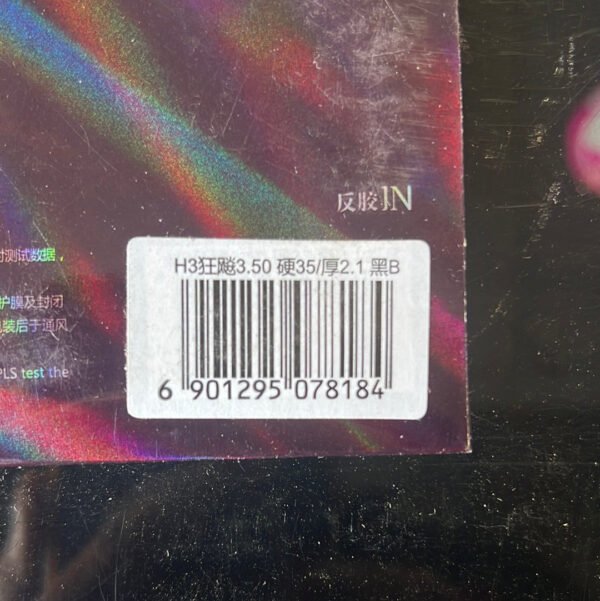 反胶IN
时测试数据，
护膜及封闭
装后于通风
PLS test the
H3狂飚3.50 硬35/厚2.1 黑B
6 901295 078184